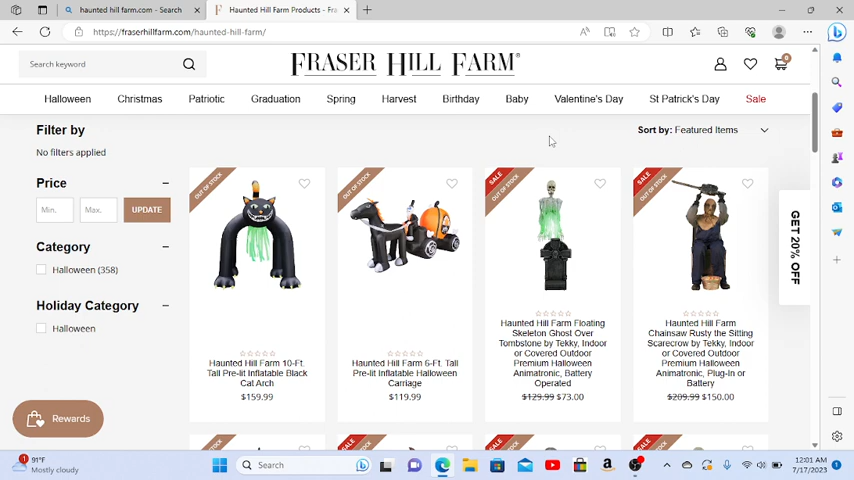 haunted hill farm.com - Search
Haunted Hill Farm Products - Fra
https://fraserhillfarm.com/haunted-hill-farm/
Search keyword
FRASER HILL FARM®
0
Halloween Christmas Patriotic Graduation Spring Harvest Birthday Baby Valentine's Day St Patrick's Day Sale
Filter by
Sort by: Featured Items
No filters applied
Price
Min. Max. UPDATE
Category
Halloween (358)
Holiday Category
Halloween
OUT OF STOCK
OUT OF STOCK
SALE
OUT OF STOCK
SALE
OUT OF STOCK
Haunted Hill Farm 10-Ft.
Tall Pre-lit Inflatable Black
Cat Arch
$159.99
Haunted Hill Farm 6-Ft. Tall
Pre-lit Inflatable Halloween
Carriage
$119.99
Haunted Hill Farm Floating
Skeleton Ghost Over
Tombstone by Tekky, Indoor
or Covered Outdoor
Premium Halloween
Animatronic, Battery
Operated
$129.99 $73.00
Haunted Hill Farm
Chainsaw Rusty the Sitting
Scarecrow by Tekky, Indoor
or Covered Outdoor
Premium Halloween
Animatronic, Plug-In or
Battery
$209.99 $150.00
GET 20% OFF
Rewards
SALE
SALE
SALE
1
91°F
Mostly cloudy
Search
12:01 AM
7/17/2023